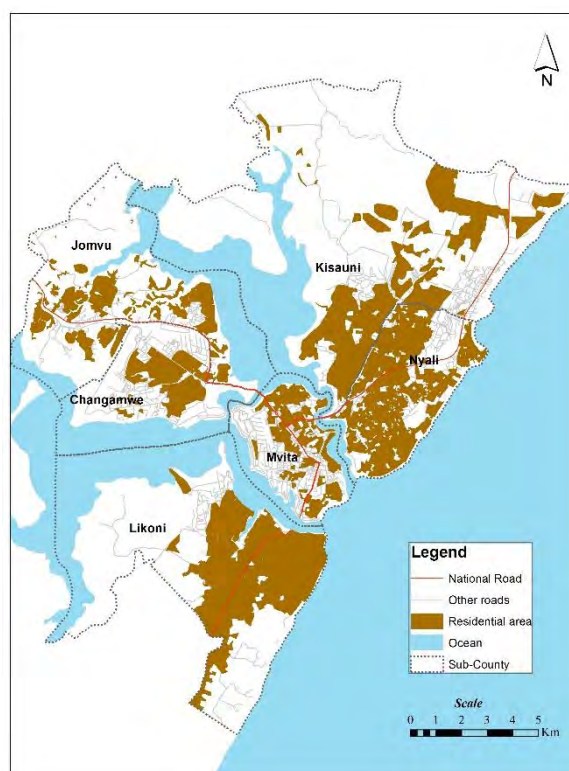 N
Jomvu
Kisauni
Nyali
Changamwe
Mvita
Likoni
Legend
National Road
Other roads
Residential area
Ocean
Sub-County
Scale
0 1 2 3 4 5
Km